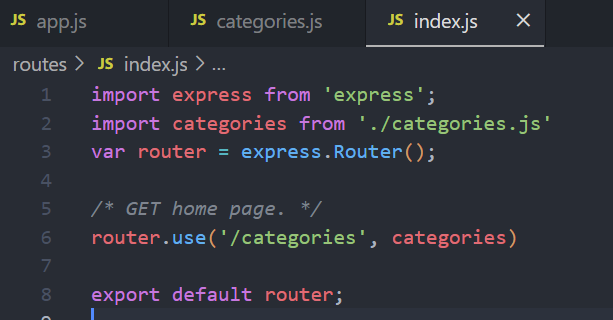 JS app.js JS categories.js JS index.js ×
routes > JS index.js > ...
1 import express from 'express';
2 import categories from './categories.js'
3 var router = express.Router();
4
5 /* GET home page. */
6 router.use('/categories', categories)
7
8 export default router;
9